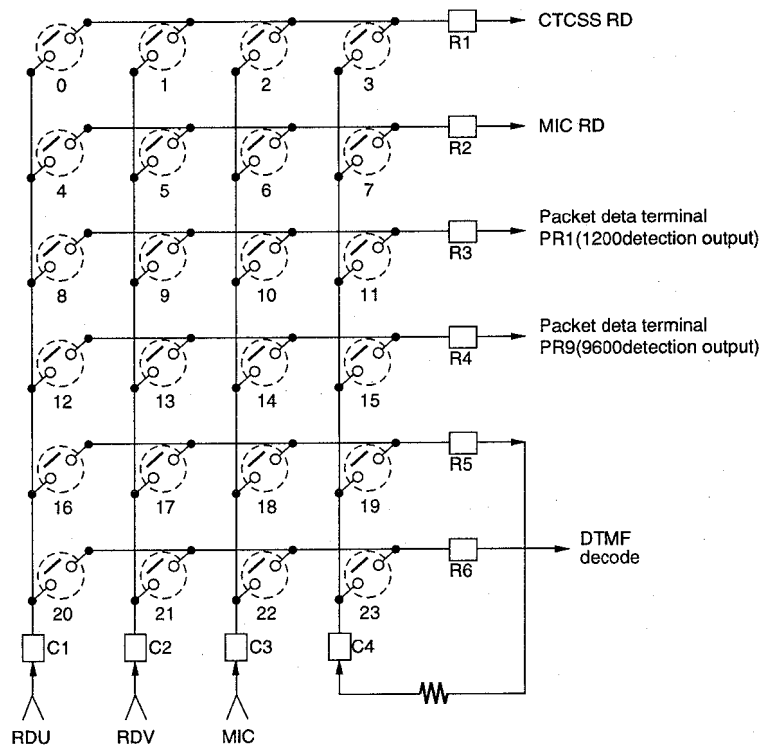 CTCSS RD
R1
0 1 2 3
MIC RD
R2
4 5 6 7
Packet deta terminal
PR1(1200detection output)
R3
8 9 10 11
Packet deta terminal
PR9(9600detection output)
R4
12 13 14 15
R5
16 17 18 19
DTMF
decode
R6
20 21 22 23
C1 C2 C3 C4
RDU RDV MIC